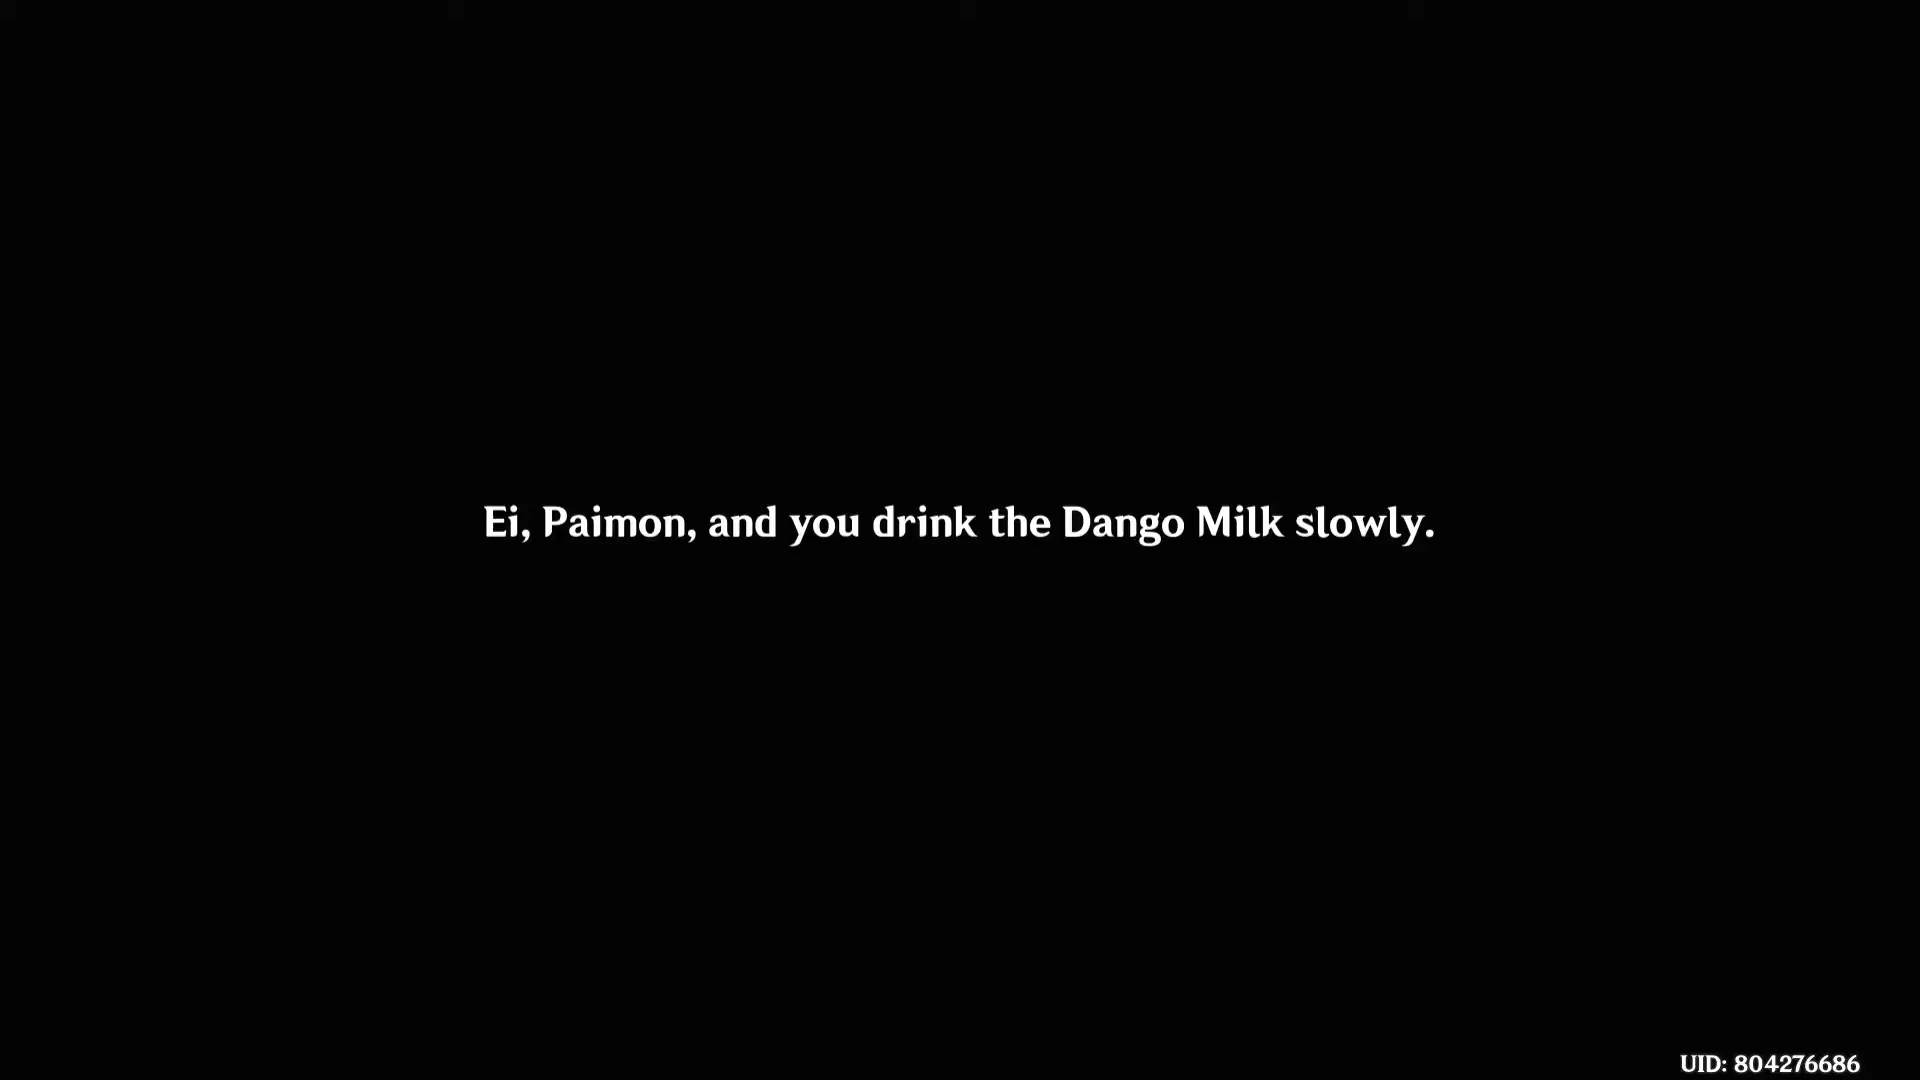 Ei, Paimon, and you drink the Dango Milk slowly.
UID: 804276686